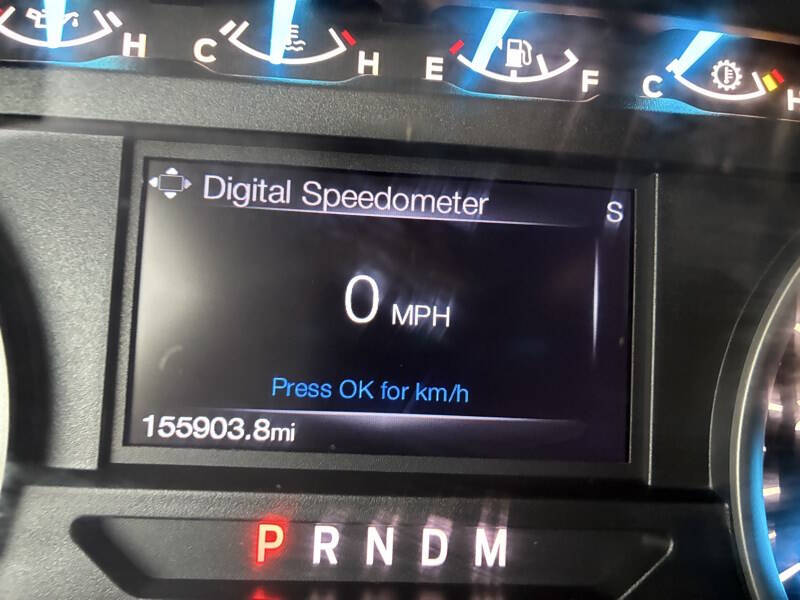 H C H E F C H
Digital Speedometer
S
0 MPH
Press OK for km/h
155903.8mi
P R N D M